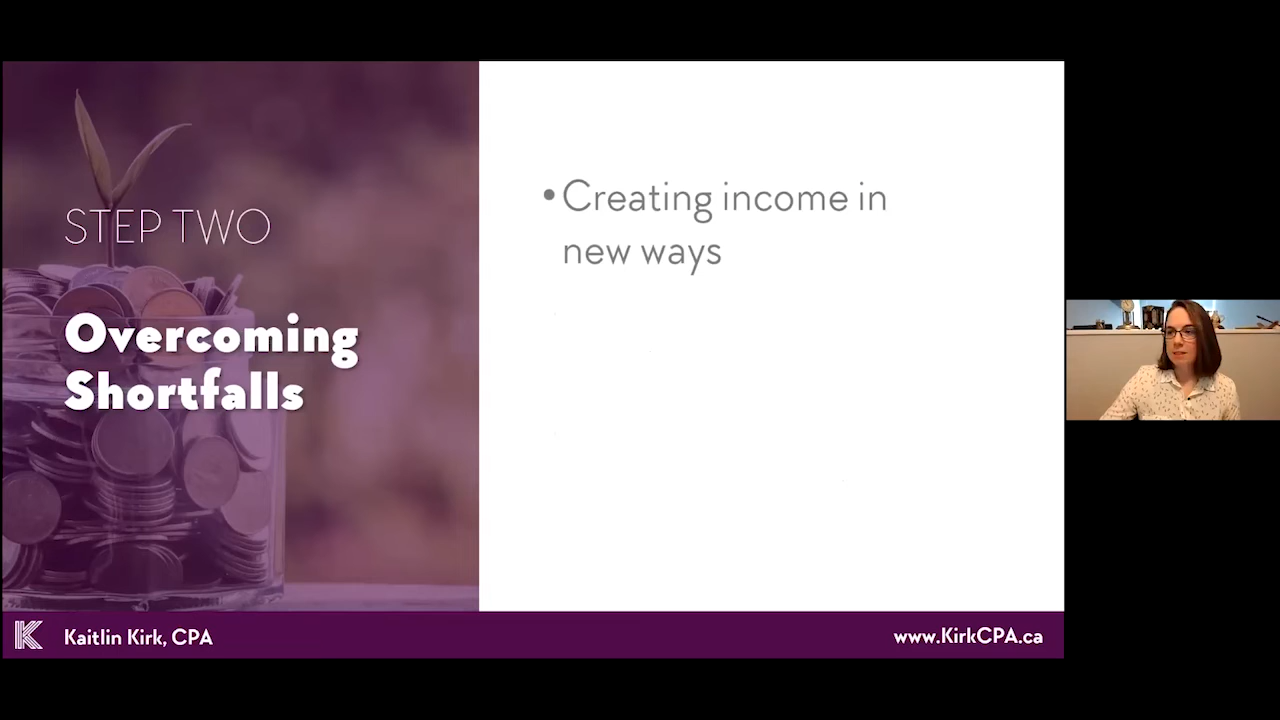 STEP TWO
Overcoming
Shortfalls
• Creating income in
new ways
K Kaitlin Kirk, CPA
www.KirkCPA.ca